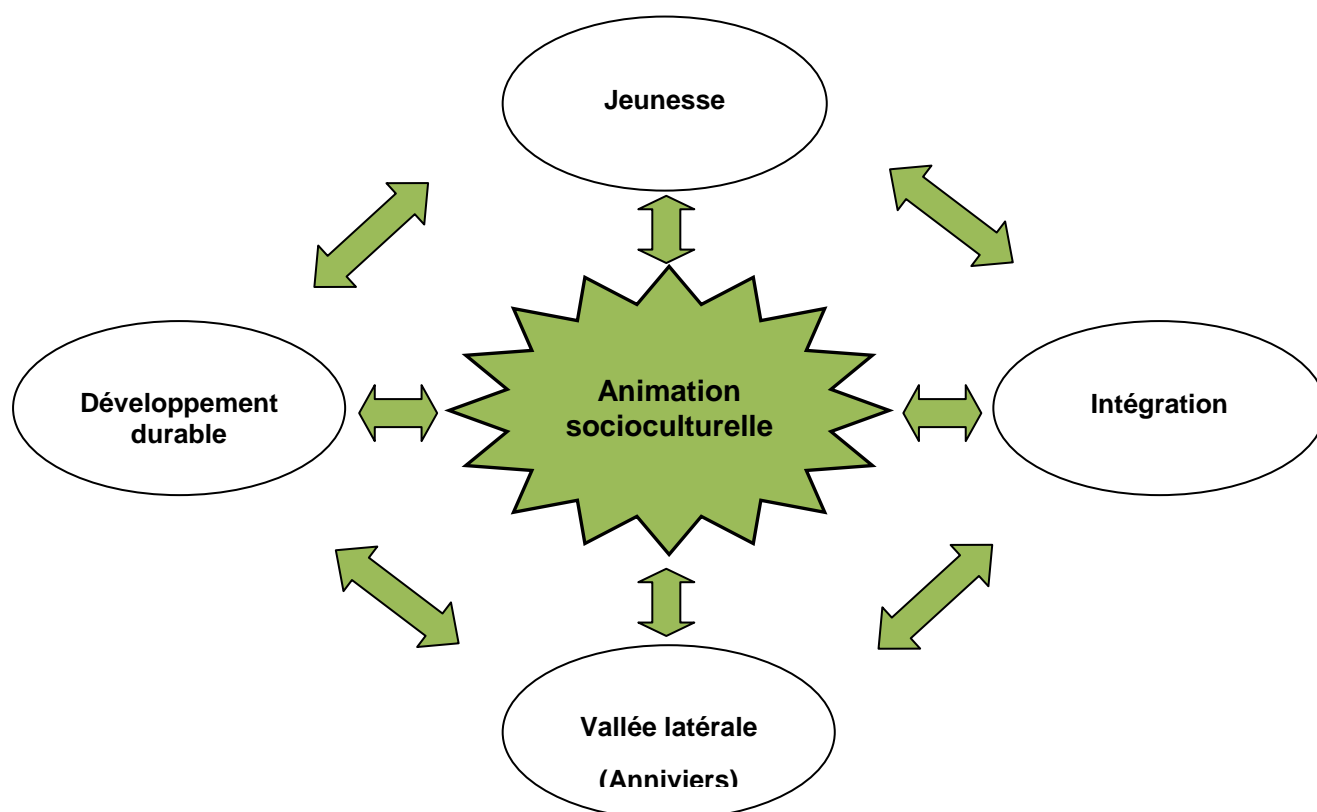 Jeunesse
Animation
socioculturelle
Développement
durable
Intégration
Vallée latérale
(Anniviers)